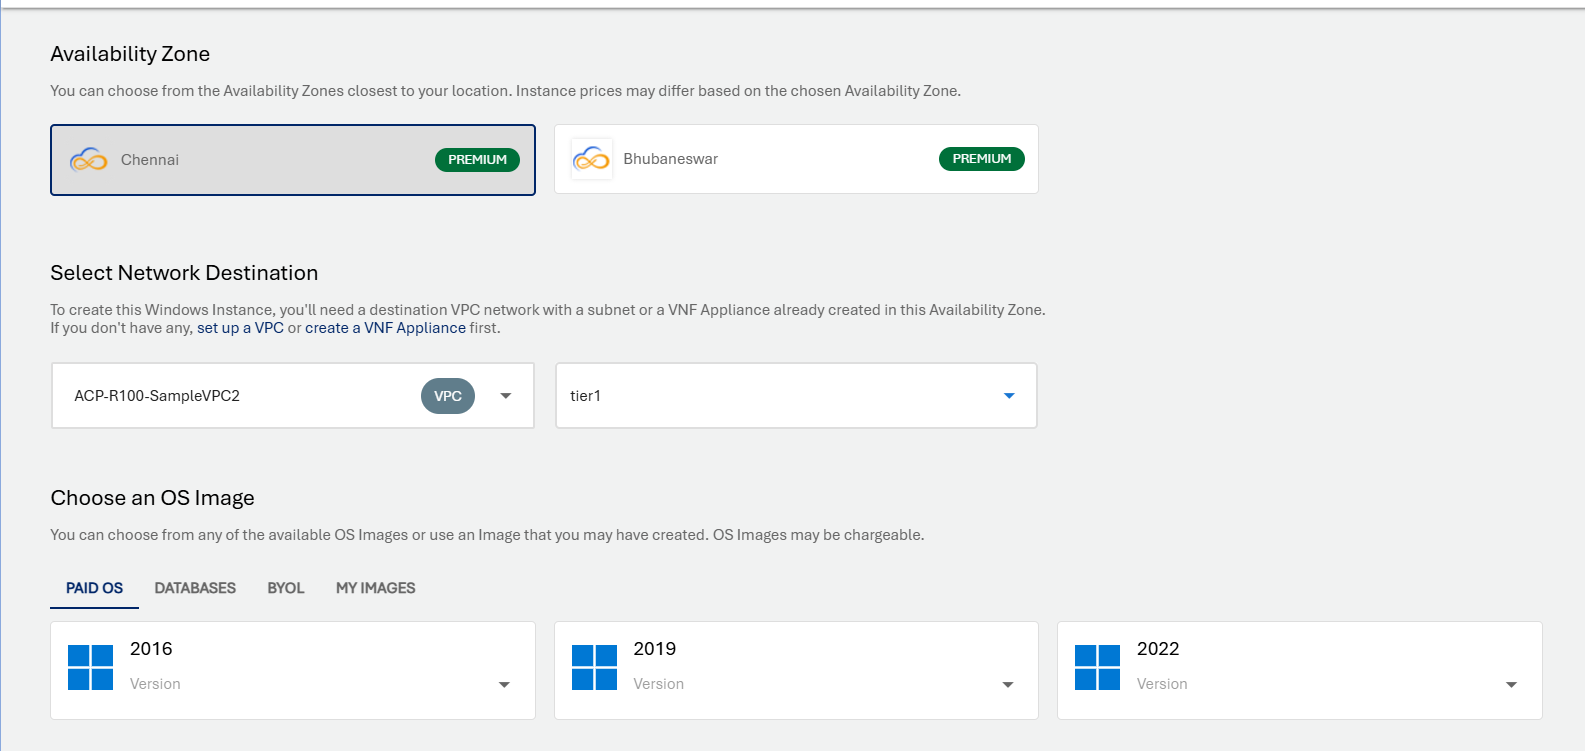 Availability Zone
You can choose from the Availability Zones closest to your location. Instance prices may differ based on the chosen Availability Zone.
Chennai PREMIUM Bhubaneswar PREMIUM
Select Network Destination
To create this Windows Instance, you'll need a destination VPC network with a subnet or a VNF Appliance already created in this Availability Zone.
If you don't have any, set up a VPC or create a VNF Appliance first.
ACP-R100-SampleVPC2 VPC tier1
Choose an OS Image
You can choose from any of the available OS Images or use an Image that you may have created. OS Images may be chargeable.
PAID OS DATABASES BYOL MY IMAGES
2016 2019 2022
Version Version Version